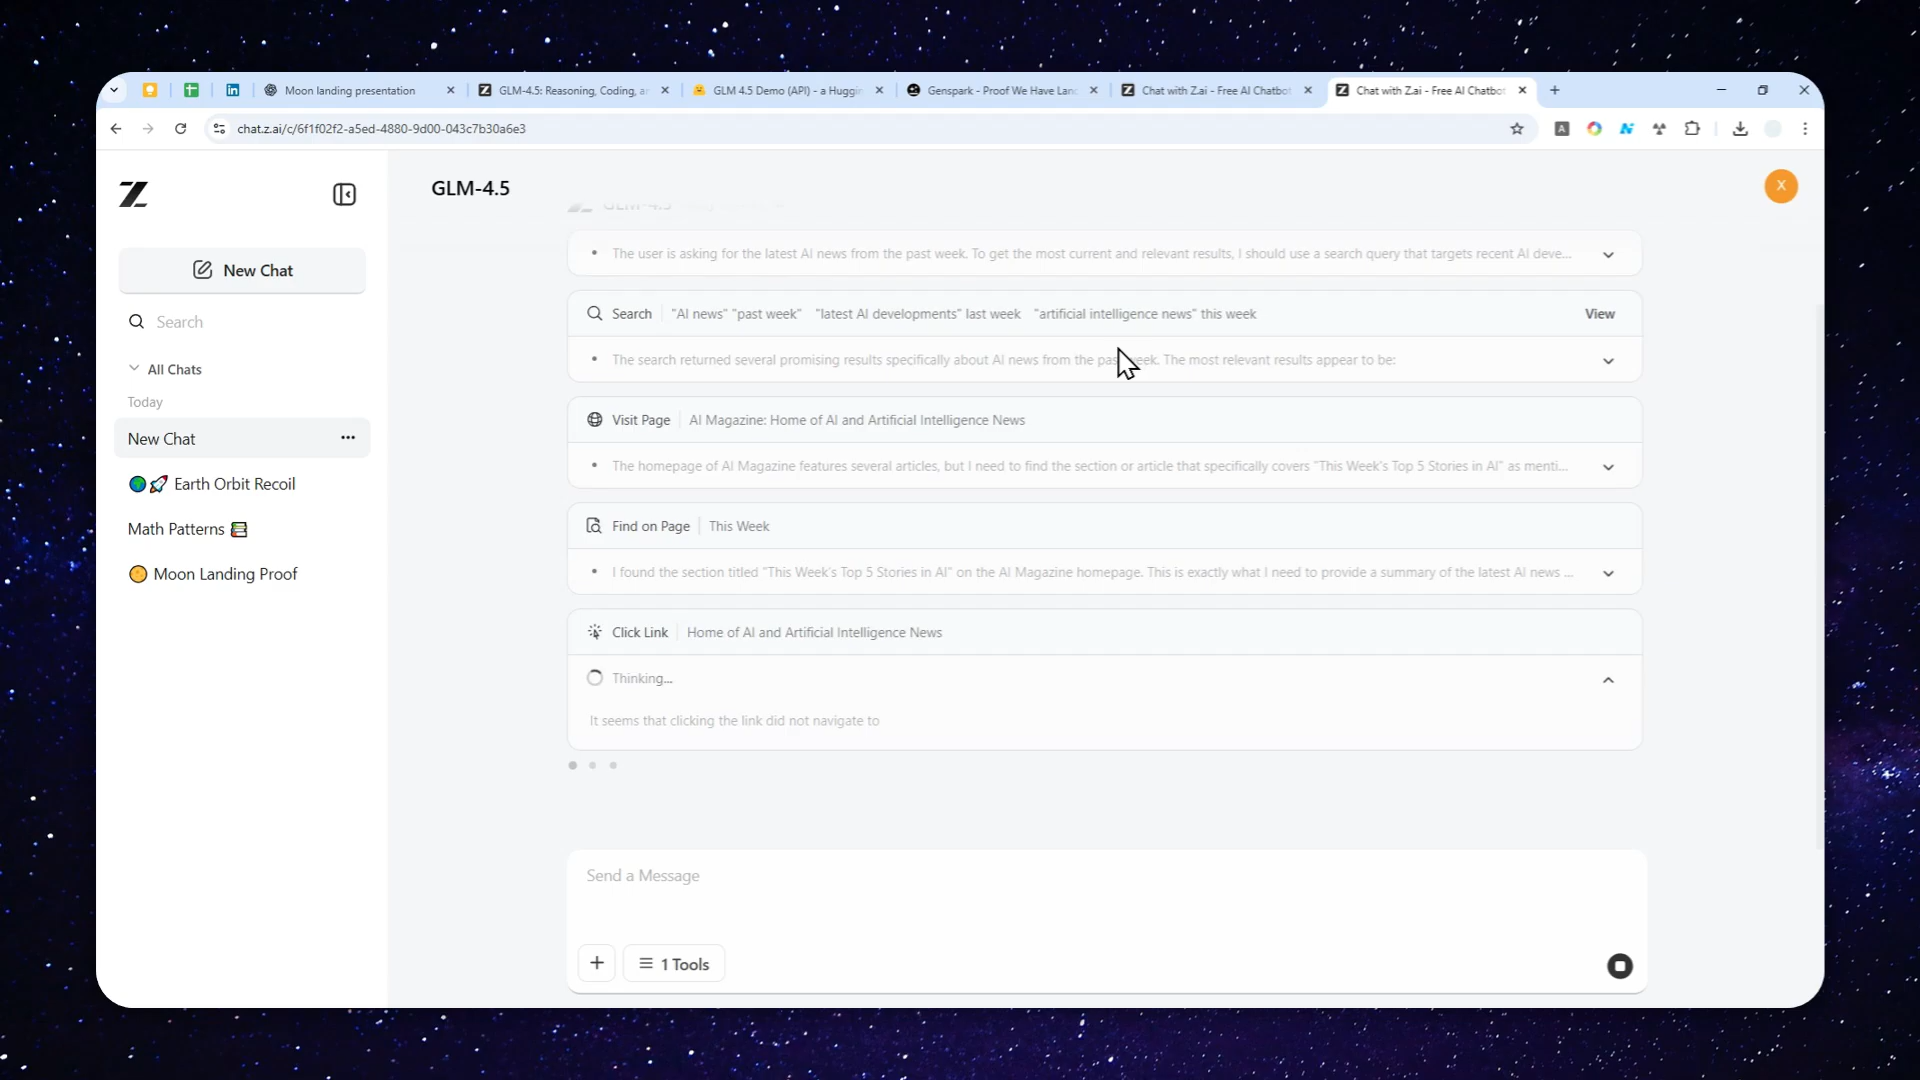 Moon landing presentation
GLM-4.5: Reasoning, Coding, a
GLM 4.5 Demo (API) - a Huggin
Genspark - Proof We Have Lan
Chat with Z.ai - Free AI Chatbot
Chat with Z.ai - Free AI Chatbot
chat.z.ai/c/6f1f02f2-a5ed-4880-9d00-043c7b30a6e3
GLM-4.5
X
New Chat
Search
All Chats
Today
New Chat
Earth Orbit Recoil
Math Patterns
Moon Landing Proof
GLM-4.5
• The user is asking for the latest AI news from the past week. To get the most current and relevant results, I should use a search query that targets recent AI deve...
Search "AI news" "past week" "latest AI developments" last week "artificial intelligence news" this week View
• The search returned several promising results specifically about AI news from the past week. The most relevant results appear to be:
Visit Page AI Magazine: Home of AI and Artificial Intelligence News
• The homepage of AI Magazine features several articles, but I need to find the section or article that specifically covers "This Week's Top 5 Stories in AI" as menti...
Find on Page This Week
• I found the section titled "This Week's Top 5 Stories in AI" on the AI Magazine homepage. This is exactly what I need to provide a summary of the latest AI news ...
Click Link Home of AI and Artificial Intelligence News
Thinking...
It seems that clicking the link did not navigate to
Send a Message
1 Tools